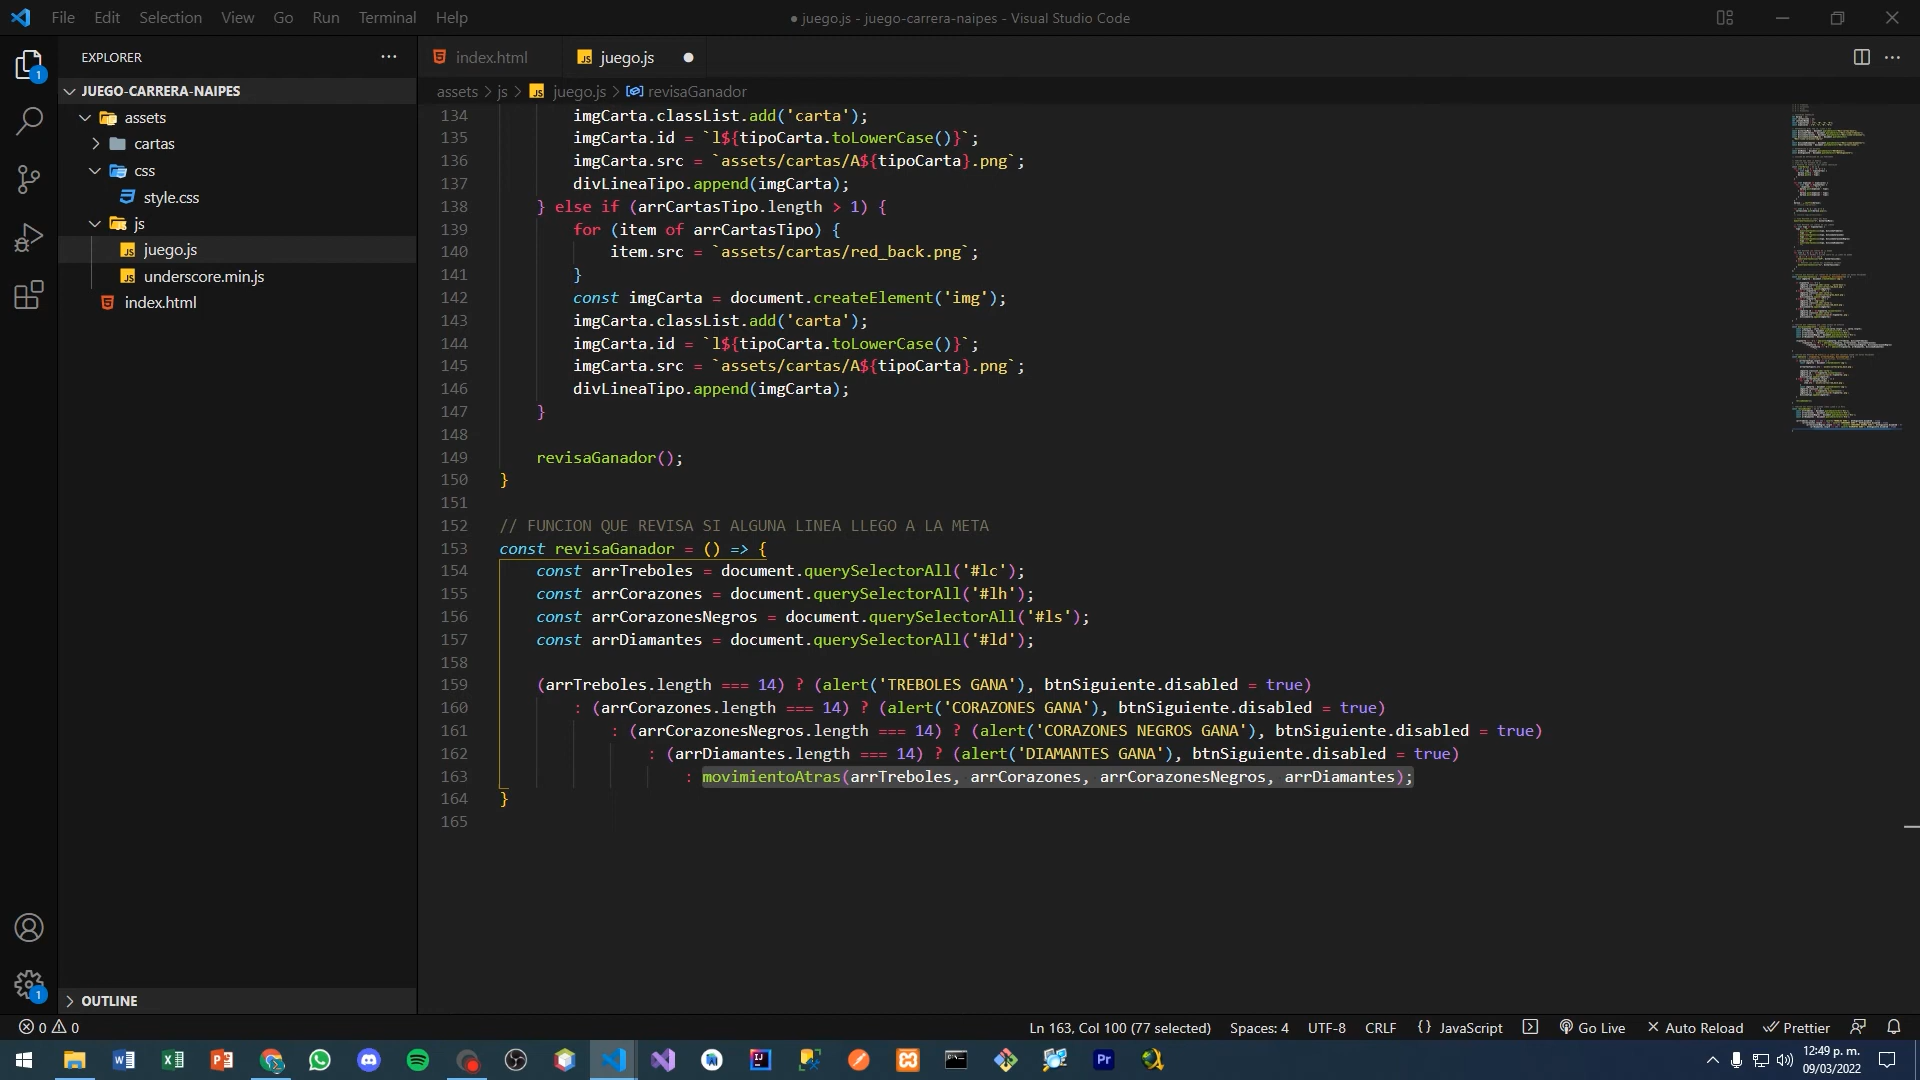 File Edit Selection View Go Run Terminal Help
● juego.js - juego-carrera-naipes - Visual Studio Code
EXPLORER
JUEGO-CARRERA-NAIPES
assets
cartas
css
style.css
js
juego.js
underscore.min.js
index.html
OUTLINE
index.html juego.js
assets > js > juego.js > revisaGanador
134 imgCarta.classList.add('carta');
135 imgCarta.id = `l${tipoCarta.toLowerCase()}`;
136 imgCarta.src = `assets/cartas/A${tipoCarta}.png`;
137 divLineaTipo.append(imgCarta);
138 } else if (arrCartasTipo.length > 1) {
139 for (item of arrCartasTipo) {
140 item.src = `assets/cartas/red_back.png`;
141 }
142 const imgCarta = document.createElement('img');
143 imgCarta.classList.add('carta');
144 imgCarta.id = `l${tipoCarta.toLowerCase()}`;
145 imgCarta.src = `assets/cartas/A${tipoCarta}.png`;
146 divLineaTipo.append(imgCarta);
147 }
148
149 revisaGanador();
150 }
151
152 // FUNCION QUE REVISA SI ALGUNA LINEA LLEGO A LA META
153 const revisaGanador = () => {
154 const arrTreboles = document.querySelectorAll('#lc');
155 const arrCorazones = document.querySelectorAll('#lh');
156 const arrCorazonesNegros = document.querySelectorAll('#ls');
157 const arrDiamantes = document.querySelectorAll('#ld');
158
159 (arrTreboles.length === 14) ? (alert('TREBOLES GANA'), btnSiguiente.disabled = true)
160 : (arrCorazones.length === 14) ? (alert('CORAZONES GANA'), btnSiguiente.disabled = true)
161 : (arrCorazonesNegros.length === 14) ? (alert('CORAZONES NEGROS GANA'), btnSiguiente.disabled = true)
162 : (arrDiamantes.length === 14) ? (alert('DIAMANTES GANA'), btnSiguiente.disabled = true)
163 : movimientoAtras(arrTreboles, arrCorazones, arrCorazonesNegros, arrDiamantes);
164 }
165
0 0 Ln 163, Col 100 (77 selected) Spaces: 4 UTF-8 CRLF {} JavaScript Go Live Auto Reload Prettier
12:49 p. m.
09/03/2022